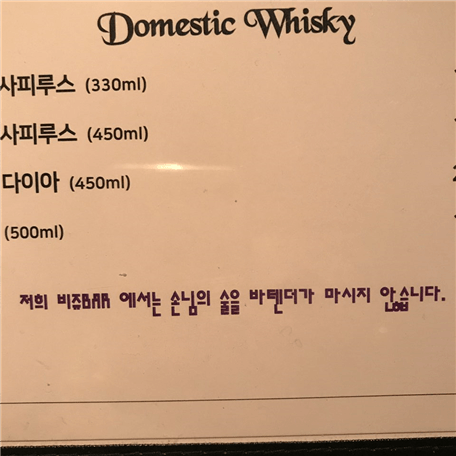 Domestic Whisky
사피루스 (330ml)
사피루스 (450ml)
다이아 (450ml)
(500ml)
저희 비쥬BAR 에서는 손님의 술을 바텐더가 마시지 않습니다.